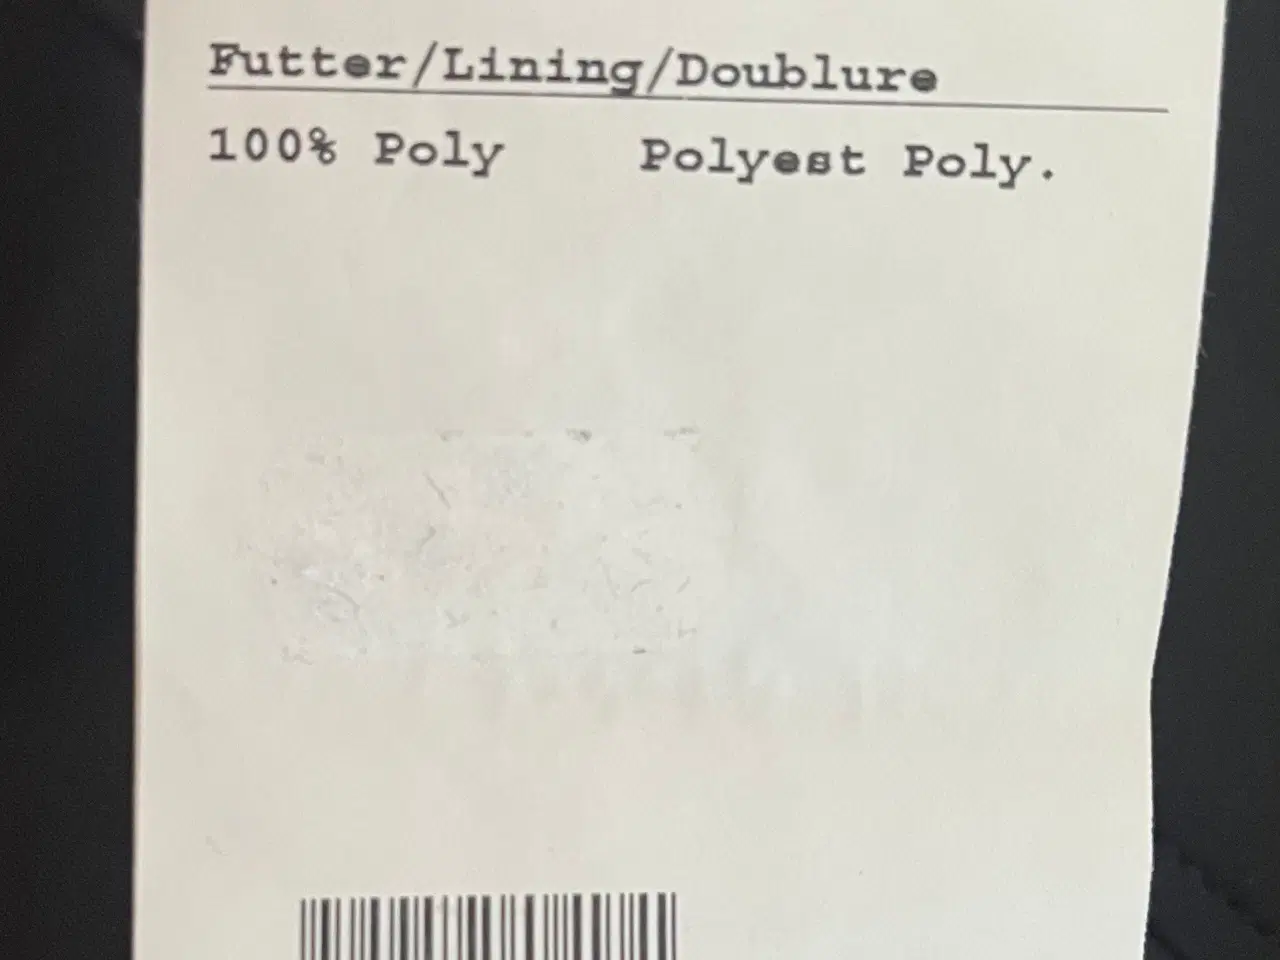 Futter/Lining/Doublure
100% Poly Polyest Poly.